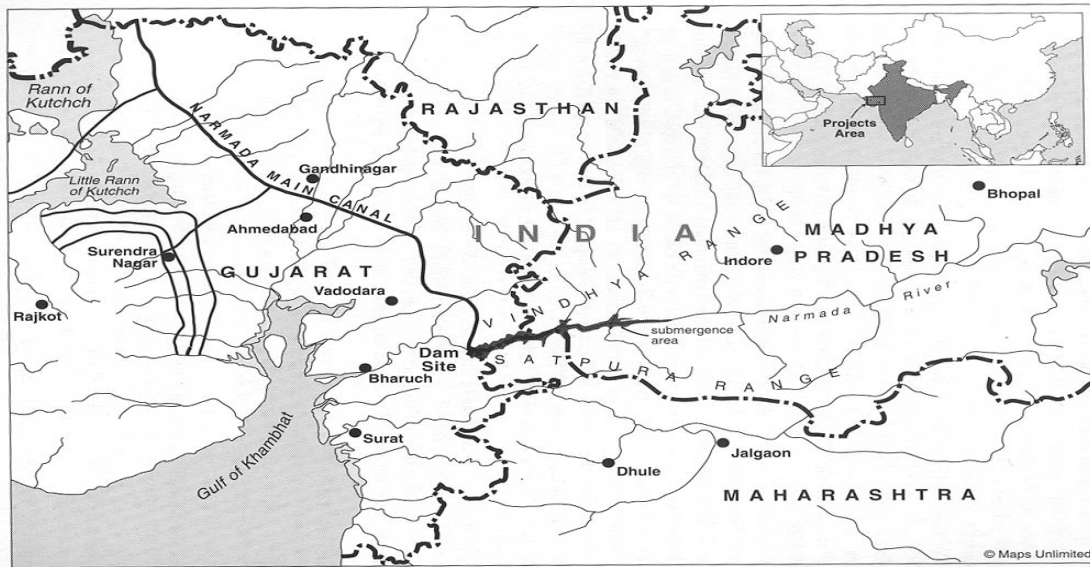 Rann of
Kutchch
RAJASTHAN
Projects
Area
NARMADA MAIN CANAL
Gandhinagar
Little Rann
of Kutchch
Bhopal
Ahmedabad
INDIA
MADHYA
PRADESH
Surendra
Nagar
GUJARAT
Indore
Vadodara
VINDHYA RANGE
Narmada River
Rajkot
submergence
area
Dam
Site
SATPURA RANGE
Bharuch
Gulf of Khambhat
Surat
Dhule
Jalgaon
MAHARASHTRA
© Maps Unlimited